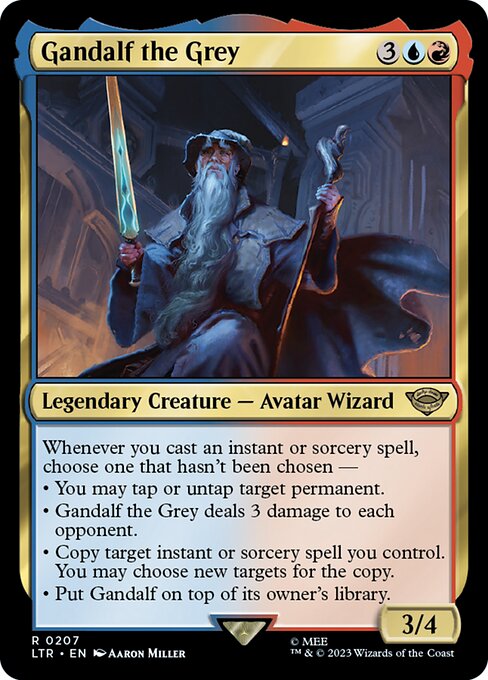 Gandalf the Grey 3
Legendary Creature — Avatar Wizard
Whenever you cast an instant or sorcery spell,
choose one that hasn't been chosen —
• You may tap or untap target permanent.
• Gandalf the Grey deals 3 damage to each
opponent.
• Copy target instant or sorcery spell you control.
You may choose new targets for the copy.
• Put Gandalf on top of its owner's library.
3/4
R 0207
LTR • EN Aaron Miller
© MEE
™ & © 2023 Wizards of the Coast